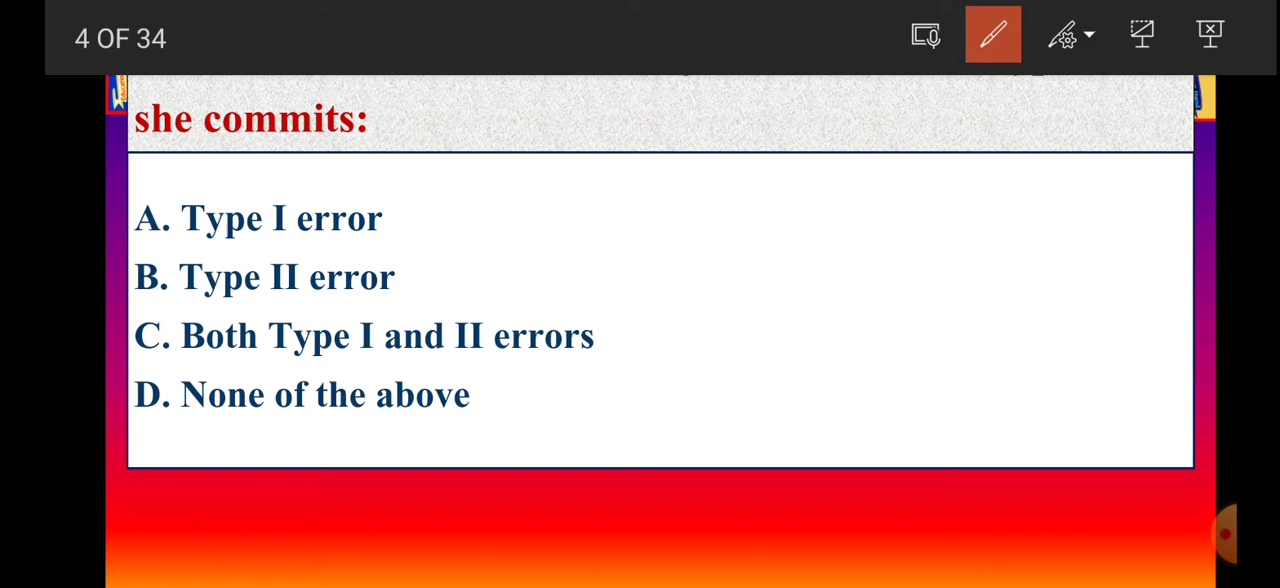 4 OF 34
she commits:
A. Type I error
B. Type II error
C. Both Type I and II errors
D. None of the above